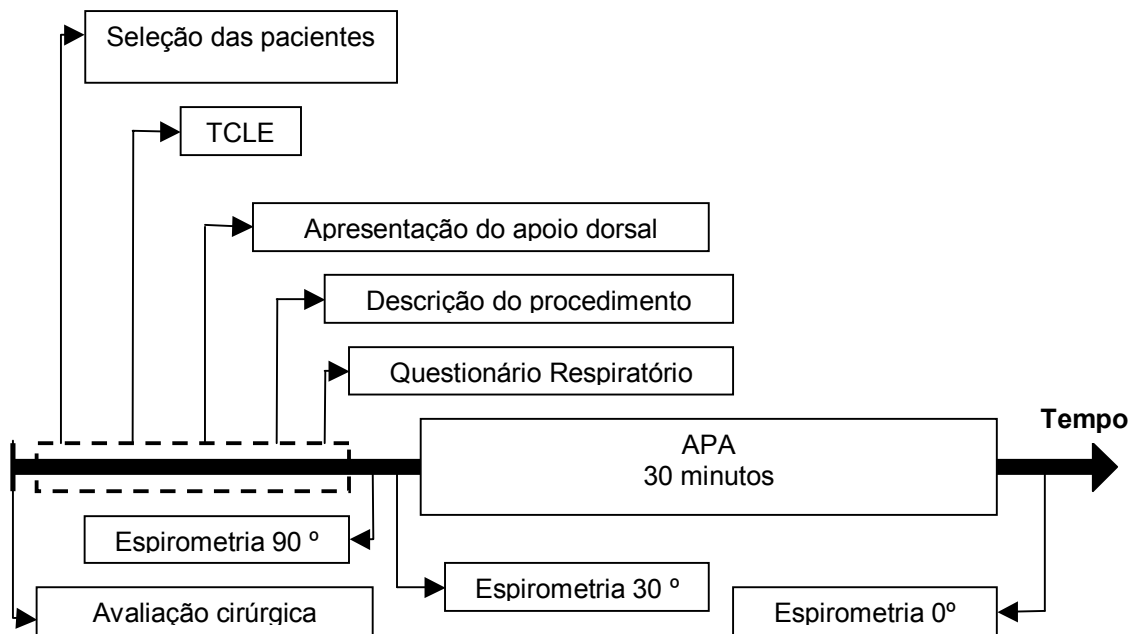 Seleção das pacientes
TCLE
Apresentação do apoio dorsal
Descrição do procedimento
Questionário Respiratório
Tempo
APA
30 minutos
Espirometria 90 º
Espirometria 30 º
Avaliação cirúrgica
Espirometria 0º